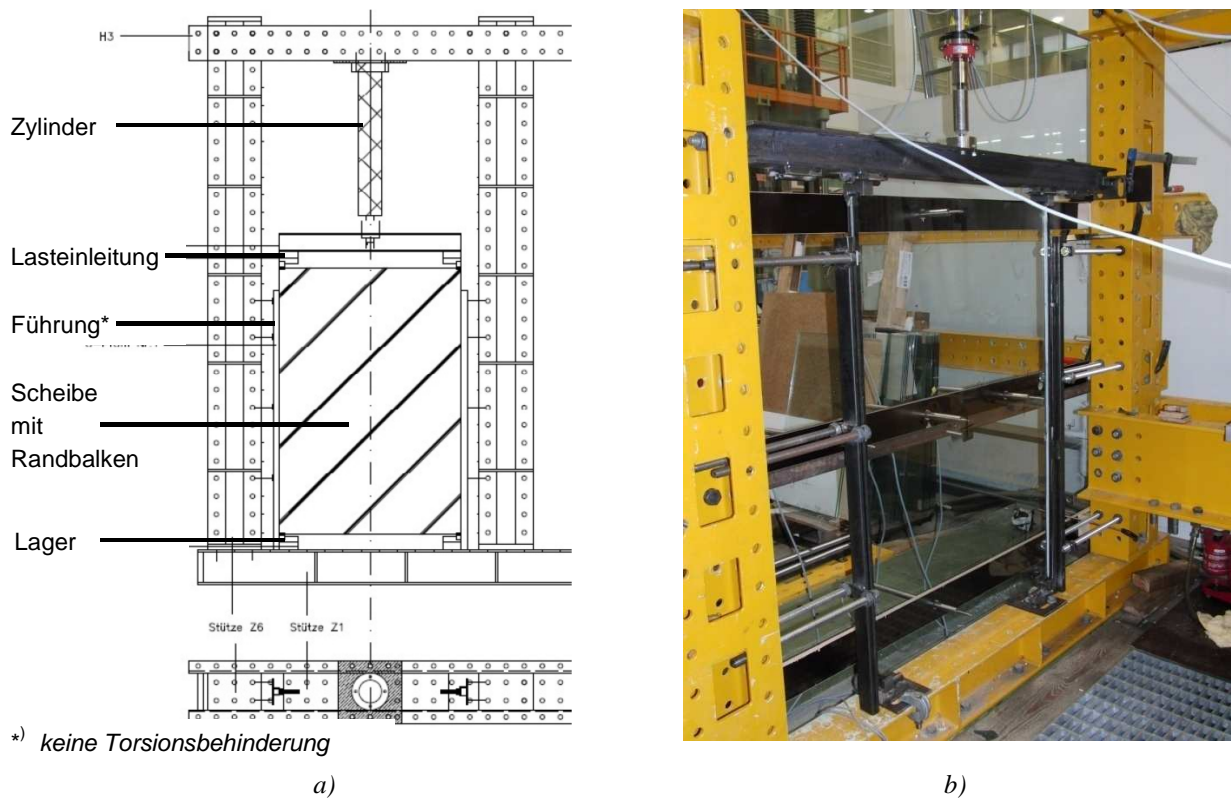 H3
Zylinder
Lasteinleitung
Führung*
Scheibe
mit
Randbalken
Lager
Stütze Z6 Stütze Z1
*) keine Torsionsbehinderung
a) b)